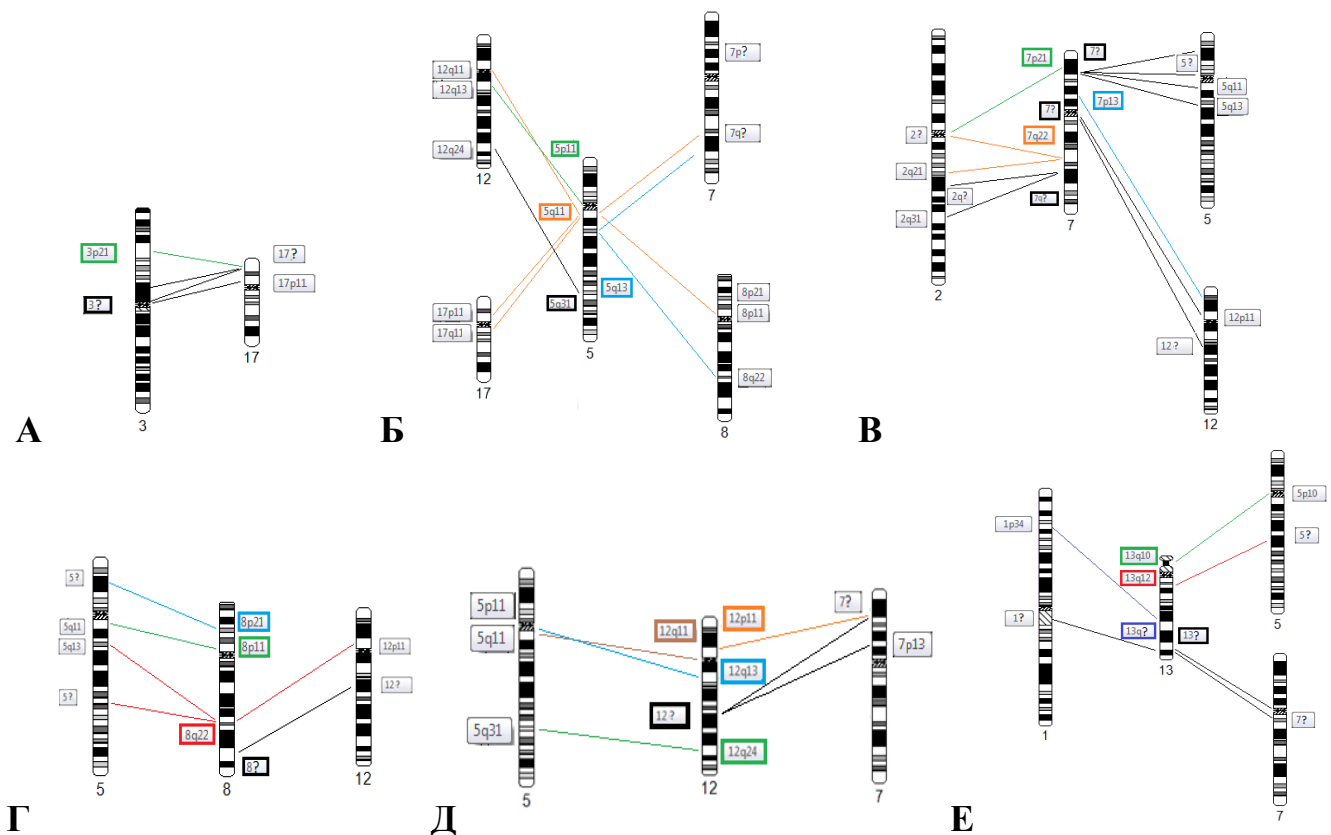 3p21
3?
17?
17p11
3
17
А
12q11
12q13
12q24
12
5p11
5q11
5q31
5q13
5
7p?
7q?
7
17p11
17q11
17
8p21
8p11
8q22
8
Б
2?
2q21
2q?
2q31
2
7p21
7?
7?
7p13
7q22
7q?
7
5?
5q11
5q13
5
12p11
12?
12
В
5?
5q11
5q13
5?
5
8p21
8p11
8q22
8?
8
12p11
12?
12
Г
5p11
5q11
5q31
5
12q11
12p11
12q13
12?
12q24
12
7?
7p13
7
Д
1p34
1?
1
13q10
13q12
13q?
13?
13
5p10
5?
5
7?
7
Е